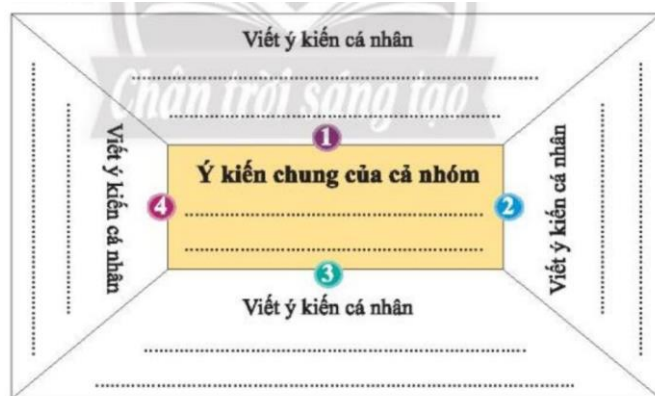 Viết ý kiến cá nhân
Chân trời sáng tạo
1
Ý kiến chung của cả nhóm
4
Viết ý kiến cá nhân
2
Viết ý kiến cá nhân
3
Viết ý kiến cá nhân